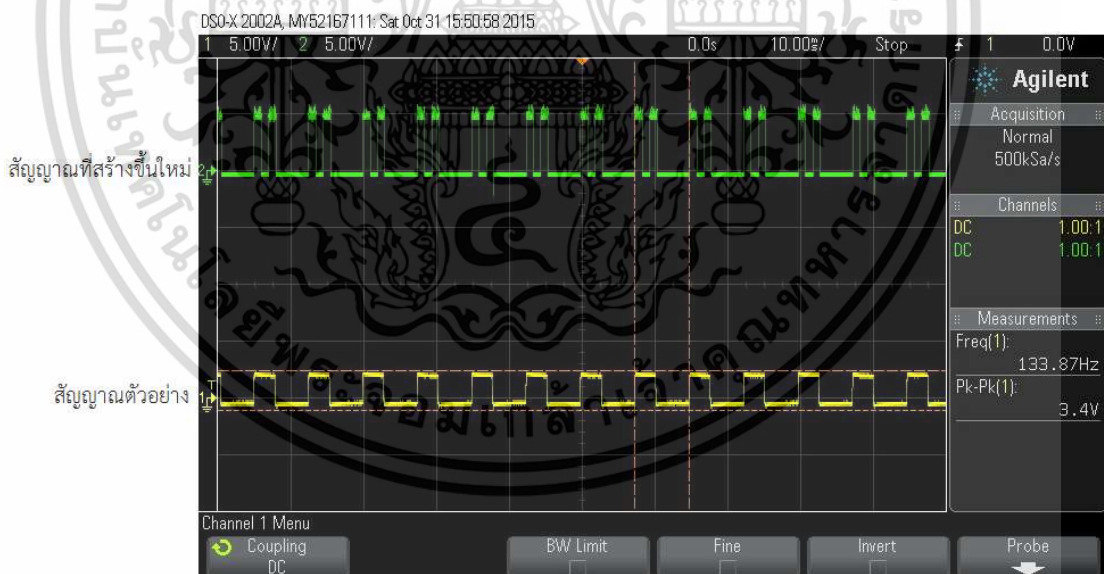 DSO-X 2002A, MY52167111: Sat Oct 31 15:50:58 2015
1 5.00V/ 2 5.00V/ 0.0s 10.00ms/ Stop 1 0.0V
Agilent
Acquisition
Normal
500kSa/s
สัญญาณที่สร้างขึ้นใหม่
2
Channels
DC 1.00:1
DC 1.00:1
Measurements
Freq(1):
133.87Hz
Pk-Pk(1):
3.4V
สัญญาณตัวอย่าง
T
1
Channel 1 Menu
Coupling
DC
BW Limit
Fine
Invert
Probe